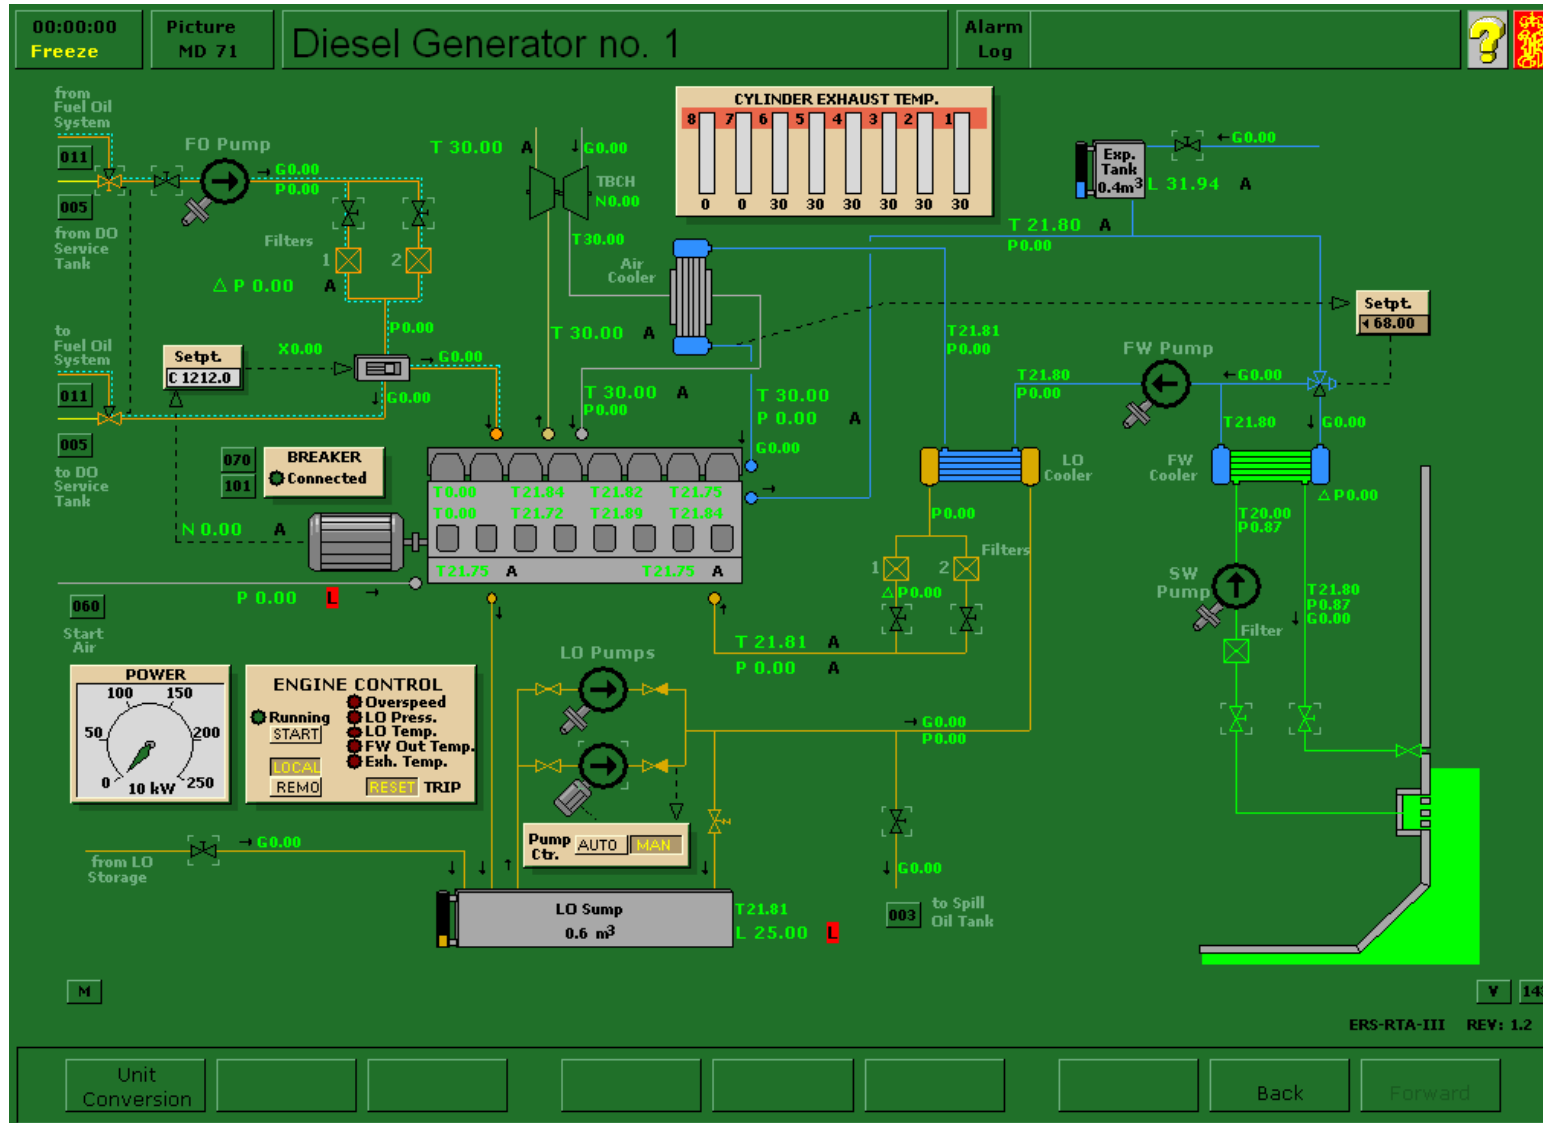 00:00:00
Freeze
Picture
MD 71
Diesel Generator no. 1
Alarm
Log
?
from
Fuel Oil
System
011
005
from DO
Service
Tank
FO Pump
G0.00
P0.00
Filters
1
2
△ P 0.00 A
P0.00
T 30.00 A
G0.00
TBCH
N0.00
T30.00
Air
Cooler
T 30.00 A
CYLINDER EXHAUST TEMP.
8 7 6 5 4 3 2 1
0 0 30 30 30 30 30 30
Exp.
Tank
0.4m3
G0.00
L 31.94 A
T 21.80 A
P0.00
Setpt.
68.00
to
Fuel Oil
System
011
005
to DO
Service
Tank
Setpt.
C 1212.0
X0.00
G0.00
G0.00
T 30.00 A
P0.00
T 30.00
P 0.00 A
G0.00
T21.81
P0.00
T21.80
P0.00
FW Pump
G0.00
T21.80
G0.00
LO
Cooler
FW
Cooler
△ P0.00
070
101
BREAKER
Connected
N 0.00 A
T0.00 T21.84 T21.82 T21.75
T0.00 T21.72 T21.89 T21.84
T21.75 A T21.75 A
P 0.00 L
060
Start
Air
P0.00
Filters
1
2
△ P0.00
T20.00
P0.87
SW
Pump
Filter
T21.80
P0.87
G0.00
T 21.81 A
P 0.00 A
POWER
0 50 100 150 200 250
10 kW
ENGINE CONTROL
Running
START
LOCAL
REMO
Overspeed
LO Press.
LO Temp.
FW Out Temp.
Exh. Temp.
RESET TRIP
LO Pumps
G0.00
P0.00
Pump
Ctr.
AUTO
MAN
from LO
Storage
G0.00
LO Sump
0.6 m3
T21.81
L 25.00 L
G0.00
003
to Spill
Oil Tank
M
V
ERS-RTA-III REV: 1.2
Unit
Conversion
Back
Forward